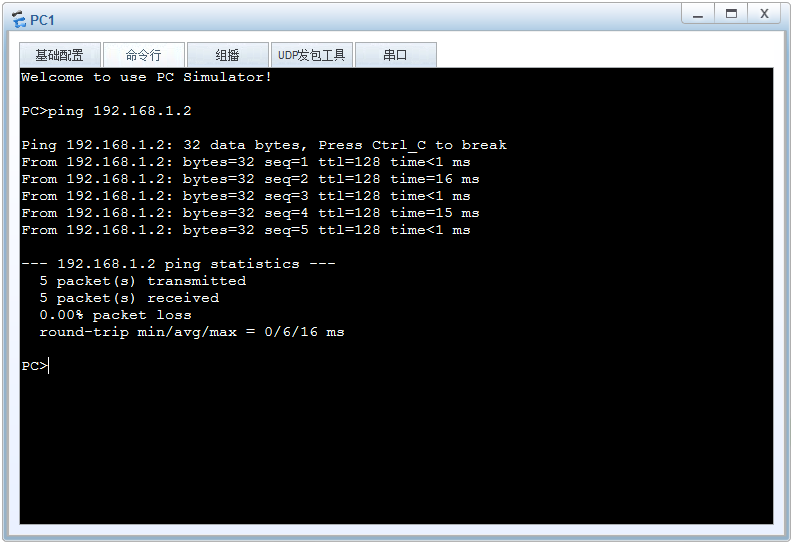 PC1
基础配置 命令行 组播 UDP发包工具 串口
Welcome to use PC Simulator!
PC>ping 192.168.1.2
Ping 192.168.1.2: 32 data bytes, Press Ctrl_C to break
From 192.168.1.2: bytes=32 seq=1 ttl=128 time<1 ms
From 192.168.1.2: bytes=32 seq=2 ttl=128 time=16 ms
From 192.168.1.2: bytes=32 seq=3 ttl=128 time<1 ms
From 192.168.1.2: bytes=32 seq=4 ttl=128 time=15 ms
From 192.168.1.2: bytes=32 seq=5 ttl=128 time<1 ms
--- 192.168.1.2 ping statistics ---
5 packet(s) transmitted
5 packet(s) received
0.00% packet loss
round-trip min/avg/max = 0/6/16 ms
PC>